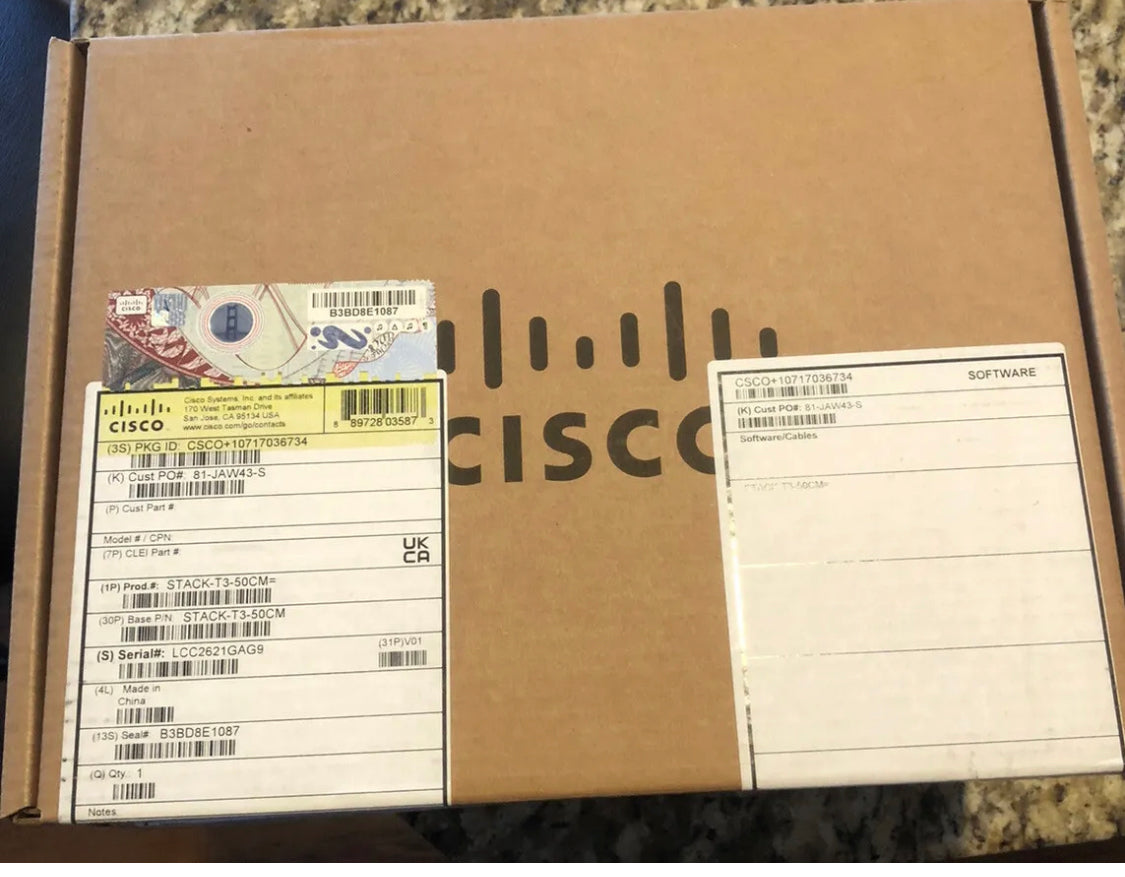 CISCO
cisco
B3BD8E1087
CISCO
Cisco Systems, Inc. and its affiliates
170 West Tasman Drive
San Jose, CA 95134 USA
www.cisco.com/go/contacts
8 89728 03587 3
(3S) PKG ID: CSCO+10717036734
(K) Cust PO#: 81-JAW43-S
(P) Cust Part #
Model # / CPN:
(7P) CLEI Part #
UK
CA
(1P) Prod.#: STACK-T3-50CM=
(30P) Base P/N: STACK-T3-50CM
(S) Serial#: LCC2621GAG9
(31P)V01
(4L) Made in
China
(13S) Seal# B3BD8E1087
(Q) Qty.: 1
Notes
CSCO+10717036734
SOFTWARE
(K) Cust PO#: 81-JAW43-S
Software/Cables
STACK-T3-50CM=